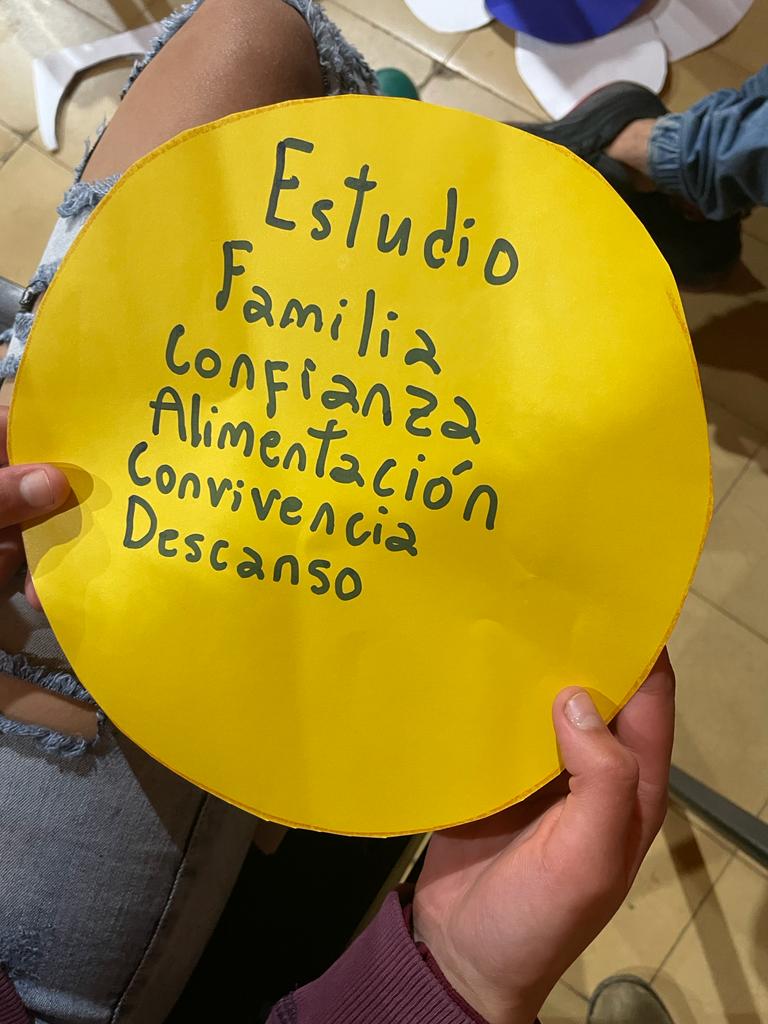 Estudio
Familia
Confianza
Alimentación
Convivencia
Descanso